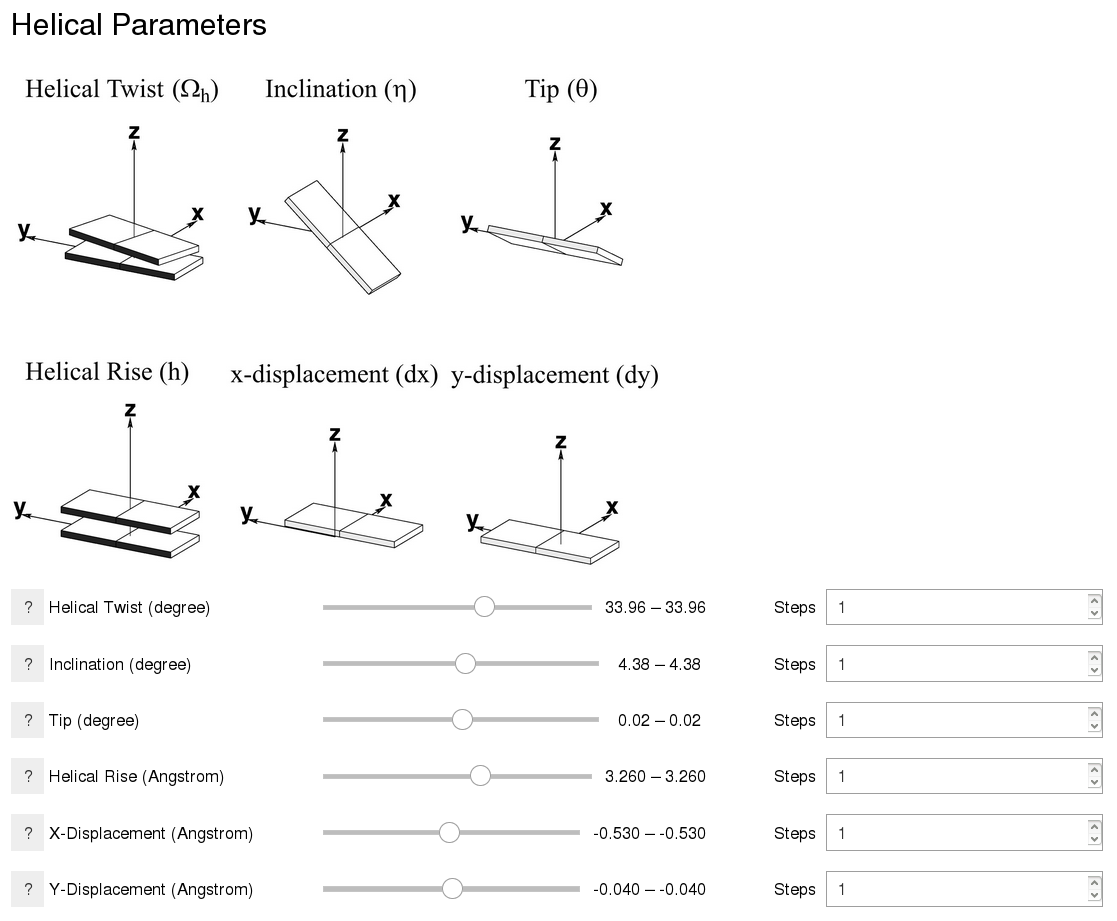 Helical Parameters
Helical Twist (Ωh) Inclination (η) Tip (θ)
z z z
y x y x y x
Helical Rise (h) x-displacement (dx) y-displacement (dy)
z z z
y x y x y x
? Helical Twist (degree) 33.96 – 33.96 Steps 1
? Inclination (degree) 4.38 – 4.38 Steps 1
? Tip (degree) 0.02 – 0.02 Steps 1
? Helical Rise (Angstrom) 3.260 – 3.260 Steps 1
? X-Displacement (Angstrom) -0.530 – -0.530 Steps 1
? Y-Displacement (Angstrom) -0.040 – -0.040 Steps 1